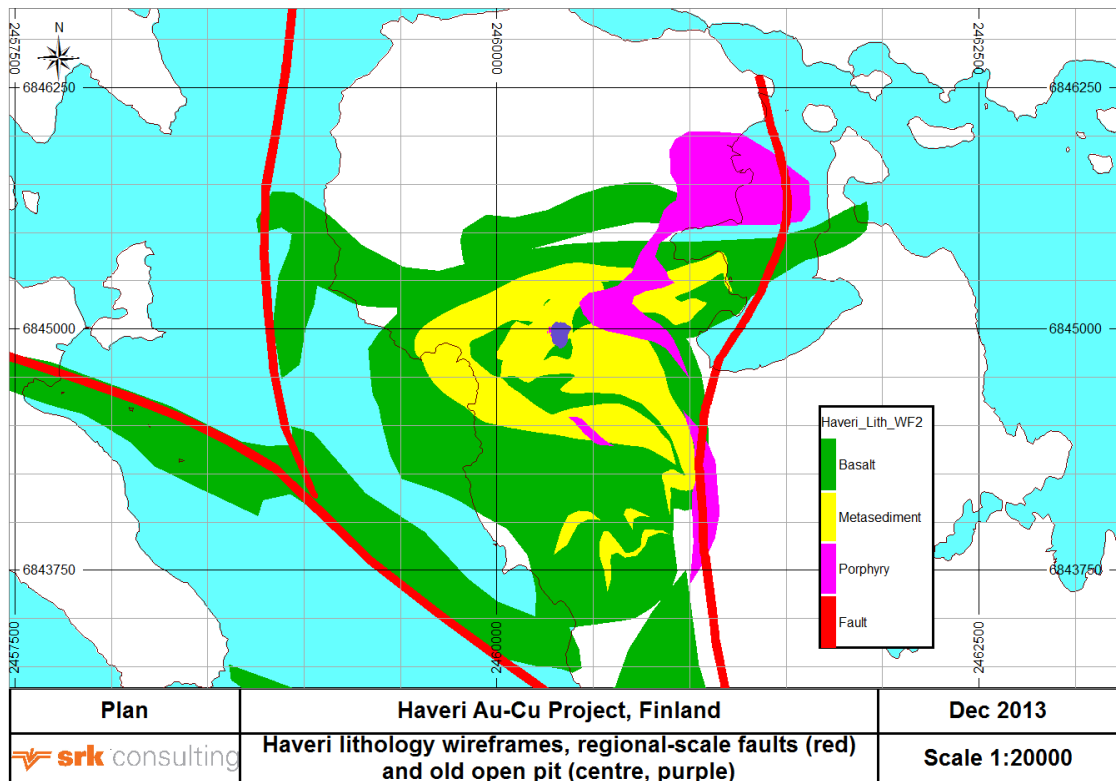 2457500
2460000
2462500
N
6846250
6846250
6845000
6845000
Haveri_Lith_WF2
Basalt
Metasediment
Porphyry
Fault
6843750
6843750
2457500
2460000
2462500
Plan
Haveri Au-Cu Project, Finland
Dec 2013
srk consulting
Haveri lithology wireframes, regional-scale faults (red)
and old open pit (centre, purple)
Scale 1:20000